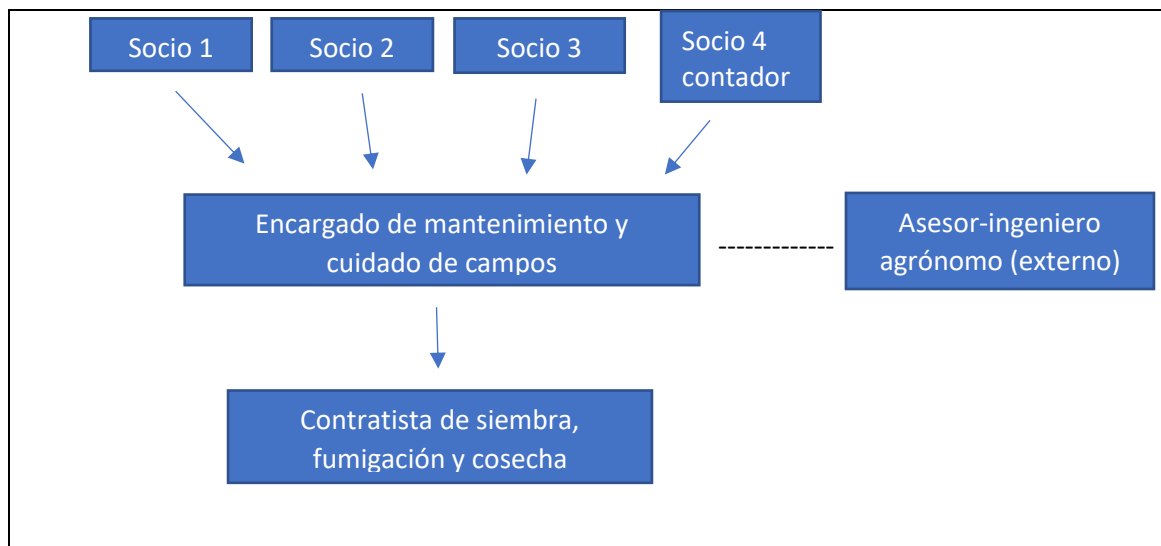 Socio 1
Socio 2
Socio 3
Socio 4
contador
Encargado de mantenimiento y
cuidado de campos
Asesor-ingeniero
agrónomo (externo)
Contratista de siembra,
fumigación y cosecha